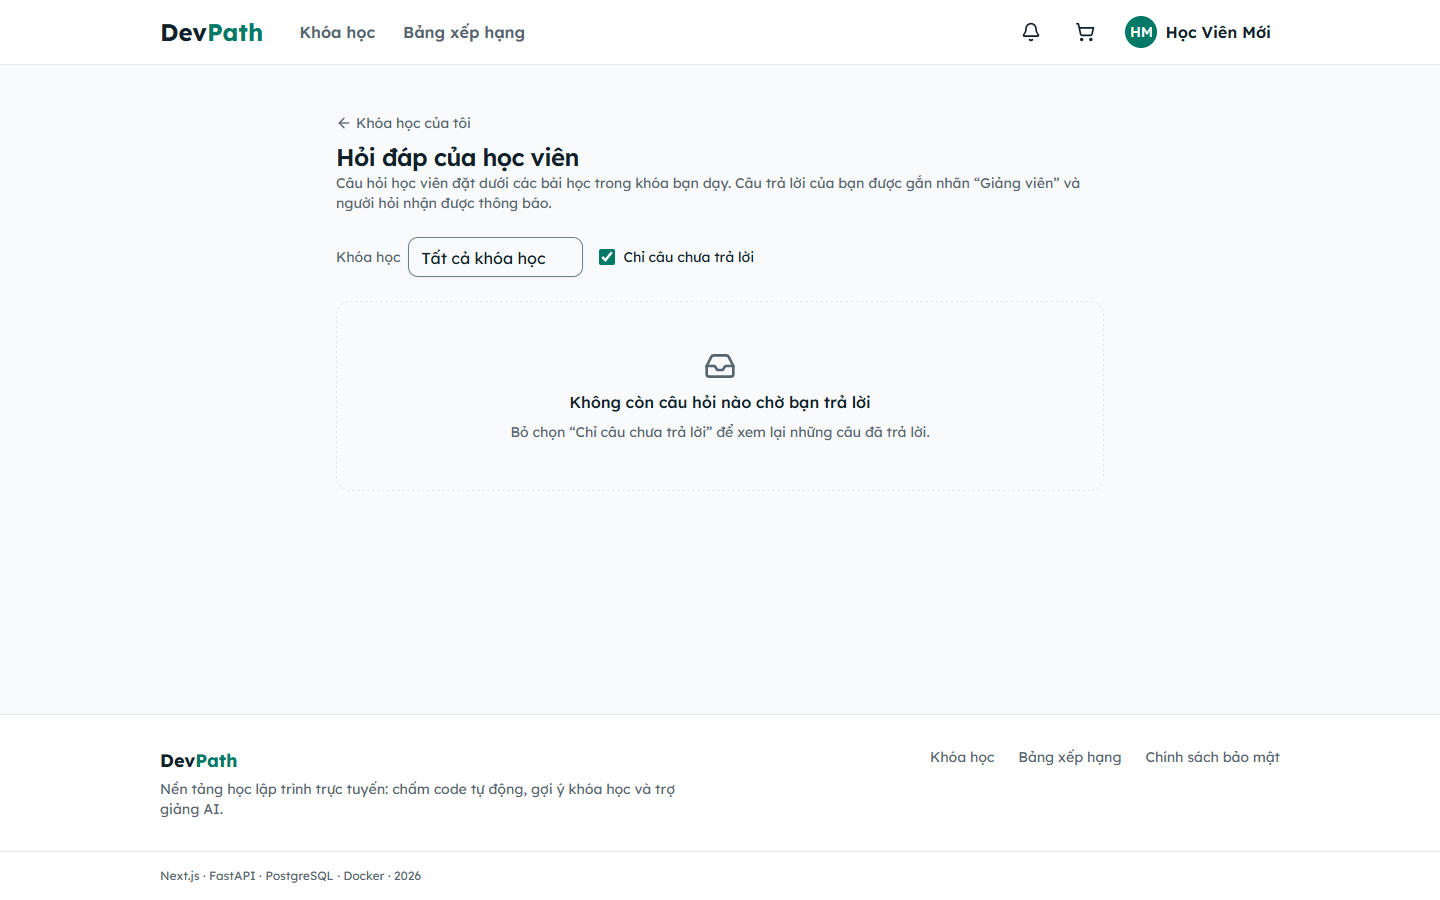 DevPath
Khóa học
Bảng xếp hạng
HM
Học Viên Mới
Khóa học của tôi
Hỏi đáp của học viên
Câu hỏi học viên đặt dưới các bài học trong khóa bạn dạy. Câu trả lời của bạn được gắn nhãn “Giảng viên” và
người hỏi nhận được thông báo.
Khóa học
Tất cả khóa học
Chỉ câu chưa trả lời
Không còn câu hỏi nào chờ bạn trả lời
Bỏ chọn “Chỉ câu chưa trả lời” để xem lại những câu đã trả lời.
DevPath
Nền tảng học lập trình trực tuyến: chấm code tự động, gợi ý khóa học và trợ
giảng AI.
Khóa học
Bảng xếp hạng
Chính sách bảo mật
Next.js · FastAPI · PostgreSQL · Docker · 2026